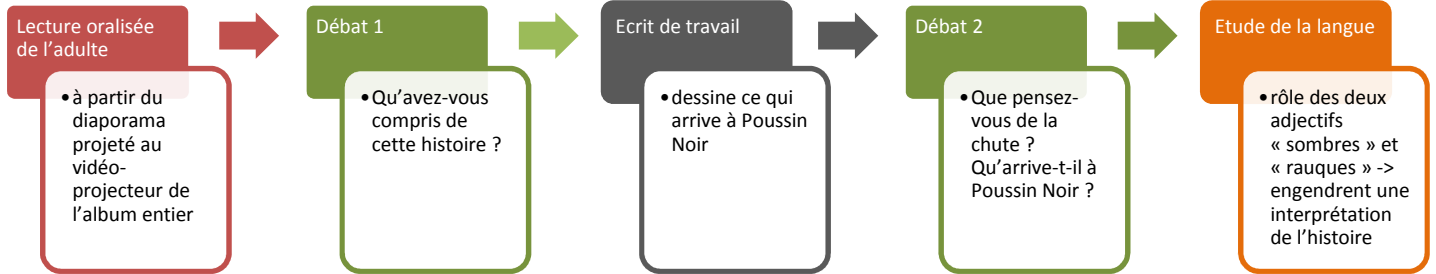 Lecture oralisée
de l’adulte
•à partir du
diaporama
projeté au
vidéo-
projecteur de
l’album entier
Débat 1
•Qu’avez-vous
compris de
cette histoire ?
Ecrit de travail
•dessine ce qui
arrive à Poussin
Noir
Débat 2
•Que pensez-
vous de la
chute ?
Qu’arrive-t-il à
Poussin Noir ?
Etude de la langue
•rôle des deux
adjectifs
« sombres » et
« rauques » ->
engendrent une
interprétation
de l’histoire